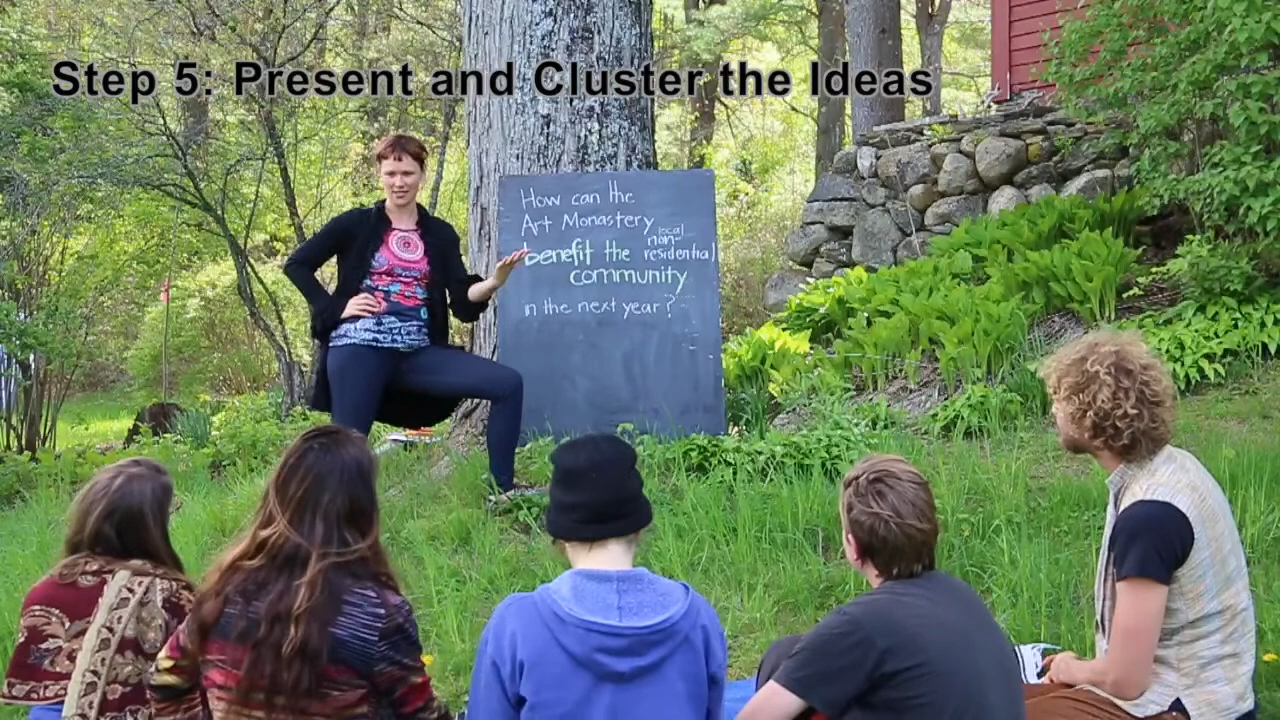 Step 5: Present and Cluster the Ideas
How can the
Art Monastery
local
non-
benefit the residential
community
in the next year?